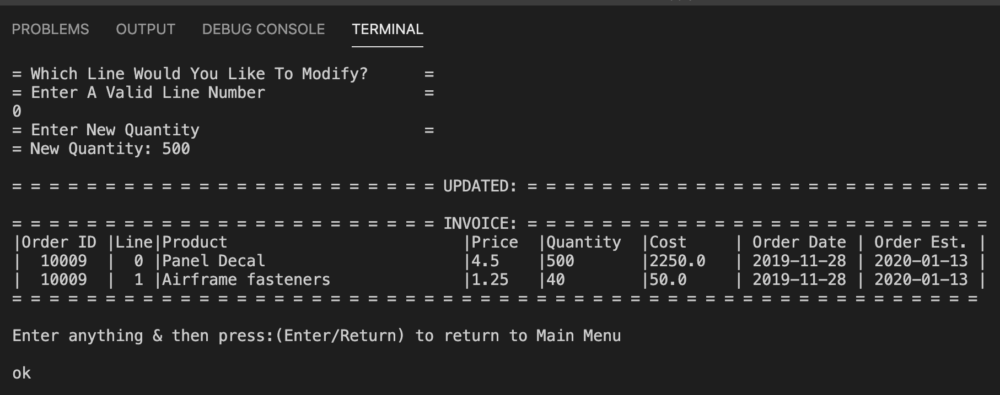 PROBLEMS OUTPUT DEBUG CONSOLE TERMINAL
= Which Line Would You Like To Modify?      =
= Enter A Valid Line Number                 =
0
= Enter New Quantity                        =
= New Quantity: 500
= = = = = = = = = = = = = = = = = = = = = = = UPDATED: = = = = = = = = = = = = = = = = = = = = = = = = =
= = = = = = = = = = = = = = = = = = = = = = = INVOICE: = = = = = = = = = = = = = = = = = = = = = = = = =
|Order ID |Line|Product                         |Price  |Quantity  |Cost     | Order Date | Order Est. |
|  10009  |  0 |Panel Decal                     |4.5    |500       |2250.0   | 2019-11-28 | 2020-01-13 |
|  10009  |  1 |Airframe fasteners              |1.25   |40        |50.0     | 2019-11-28 | 2020-01-13 |
= = = = = = = = = = = = = = = = = = = = = = = = = = = = = = = = = = = = = = = = = = = = = = = = = = = =
Enter anything & then press:(Enter/Return) to return to Main Menu
ok